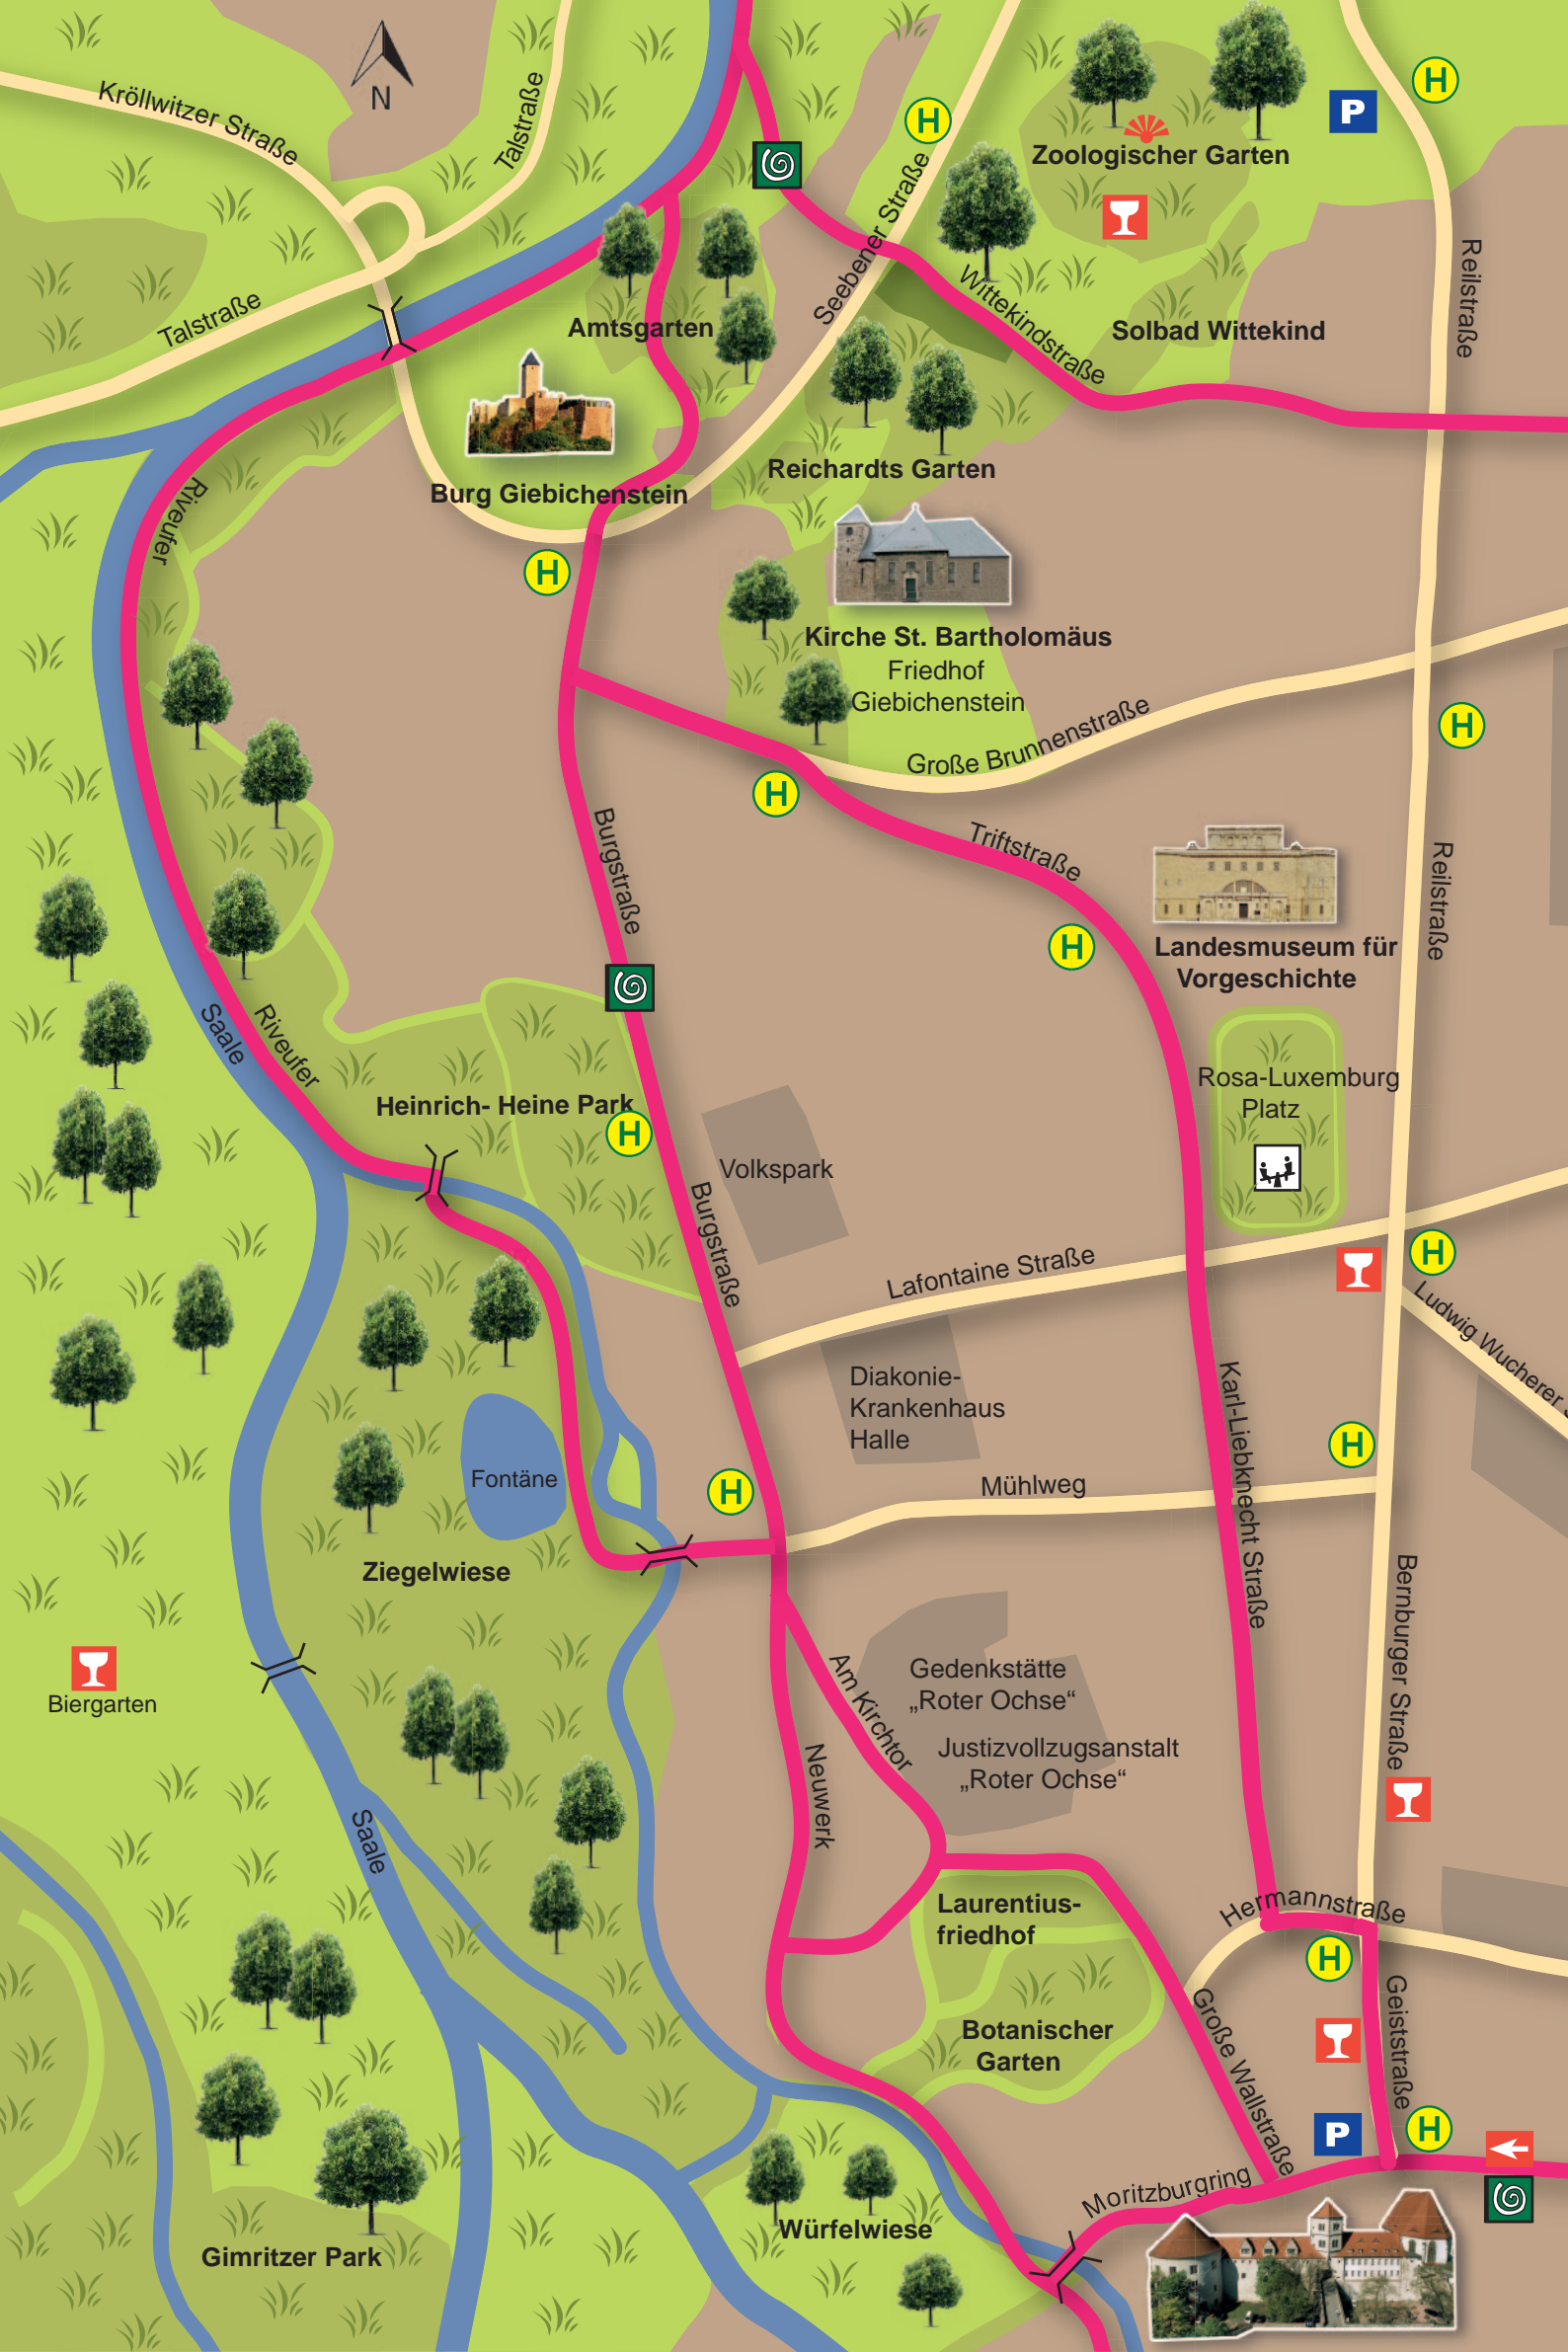 H
Kröllwitzer Straße
N
Talstraße
H
P
Zoologischer Garten
Talstraße
Amtsgarten
Seebener Straße
Wittekindstraße
Solbad Wittekind
Reilstraße
Reichardts Garten
Burg Giebichenstein
Riveufer
H
Kirche St. Bartholomäus
Friedhof
Giebichenstein
Große Brunnenstraße
H
H
Burgstraße
Triftstraße
Reilstraße
H
Landesmuseum für
Vorgeschichte
Saale
Riveufer
Heinrich- Heine Park
H
Rosa-Luxemburg
Platz
Volkspark
Burgstraße
Lafontaine Straße
H
Ludwig Wucherer S
Diakonie-
Krankenhaus
Halle
Karl-Liebknecht Straße
H
Fontäne
H
Mühlweg
Ziegelwiese
Bernburger Straße
Biergarten
Am Kirchtor
Gedenkstätte
„Roter Ochse“
Justizvollzugsanstalt
„Roter Ochse“
Neuwerk
Saale
Laurentius-
friedhof
Hermannstraße
H
Botanischer
Garten
Große Wallstraße
Geiststraße
P
H
Moritzburgring
Würfelwiese
Gimritzer Park